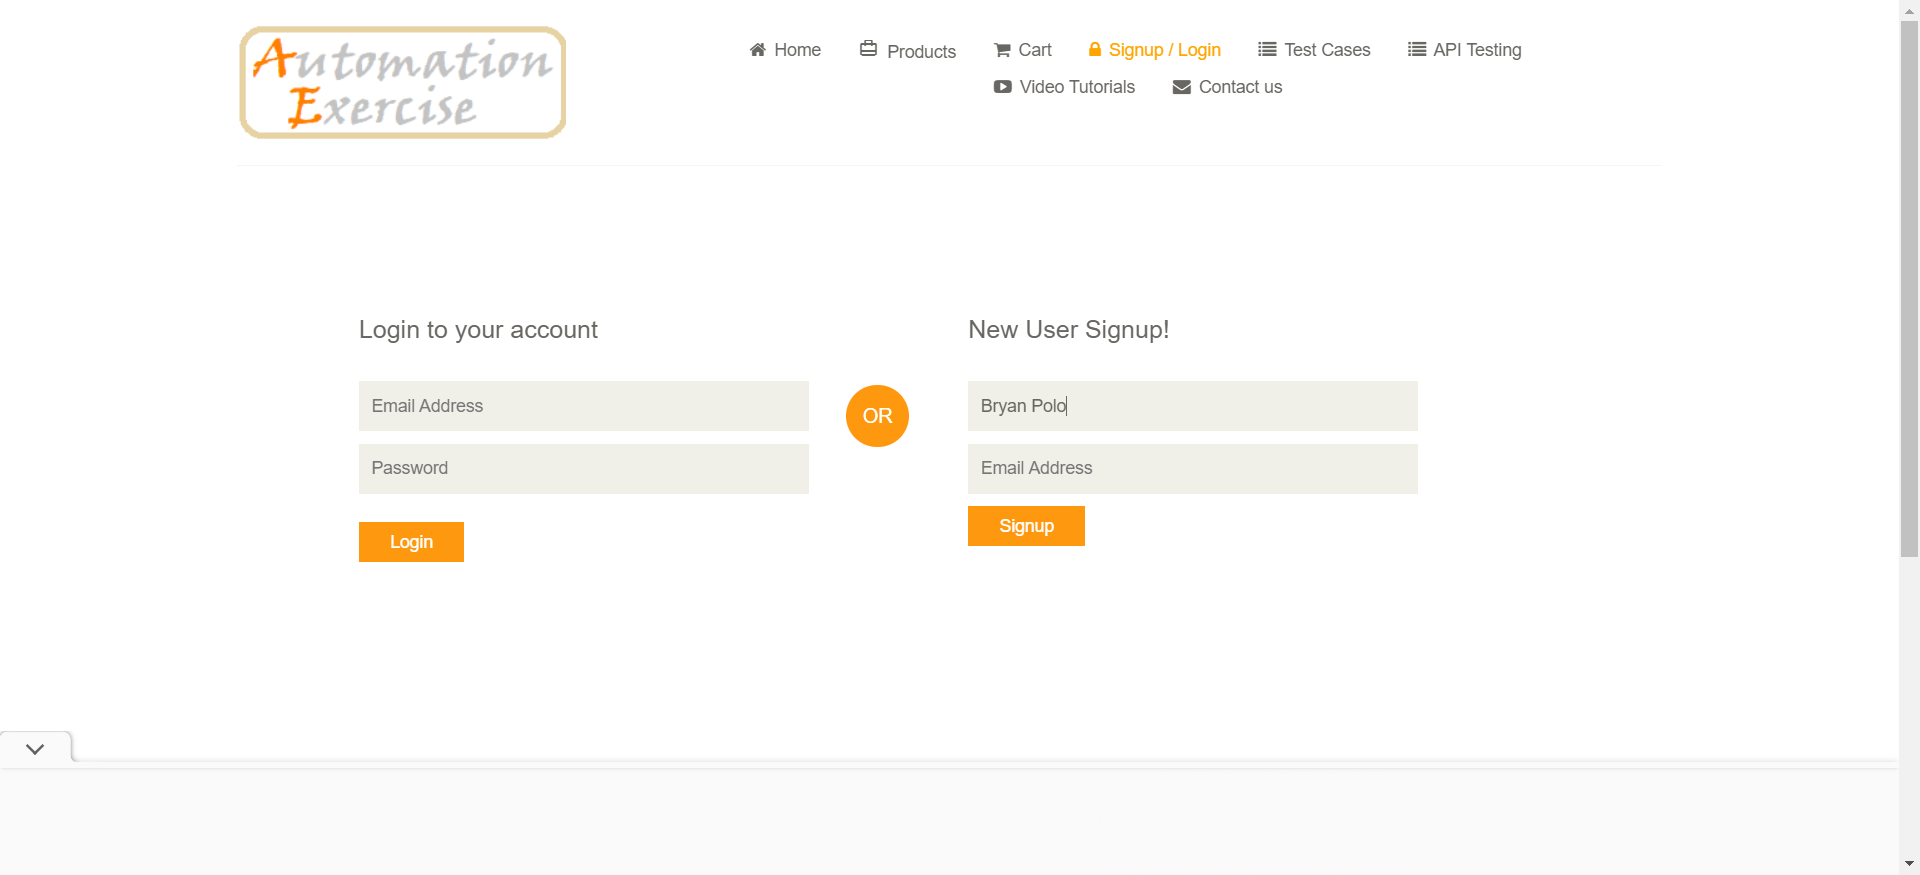 Automation
Exercise
Home
Products
Cart
Signup / Login
Test Cases
API Testing
Video Tutorials
Contact us
Login to your account
Email Address
Password
Login
OR
New User Signup!
Bryan Polo
Email Address
Signup